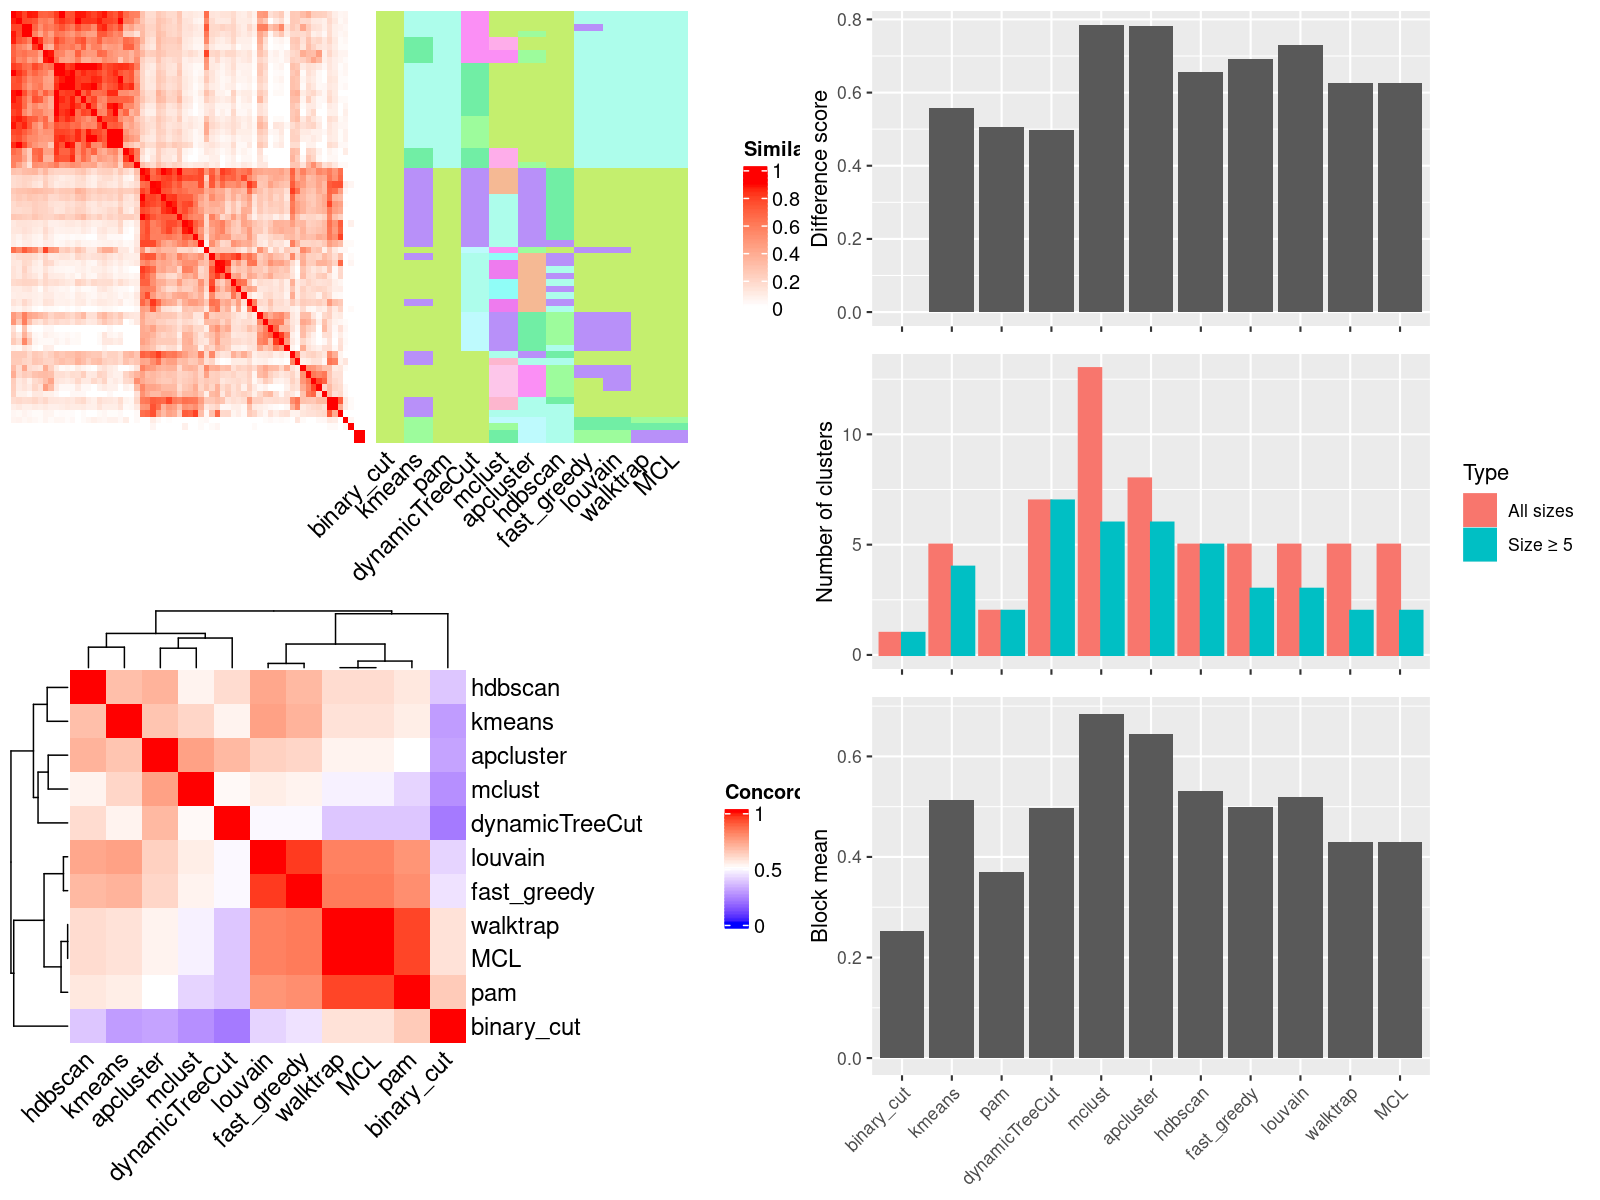 Simila
1
0.8
0.6
0.4
0.2
0
binary_cut
kmeans
pam
dynamicTreeCut
mclust
apcluster
hdbscan
fast_greedy
louvain
walktrap
MCL
hdbscan
kmeans
apcluster
mclust
dynamicTreeCut
louvain
fast_greedy
walktrap
MCL
pam
binary_cut
hdbscan
kmeans
apcluster
mclust
dynamicTreeCut
louvain
fast_greedy
walktrap
MCL
pam
binary_cut
Concord
1
0.5
0
Difference score
0.8
0.6
0.4
0.2
0.0
Number of clusters
10
5
0
Type
All sizes
Size ≥ 5
Block mean
0.6
0.4
0.2
0.0
binary_cut
kmeans
pam
dynamicTreeCut
mclust
apcluster
hdbscan
fast_greedy
louvain
walktrap
MCL